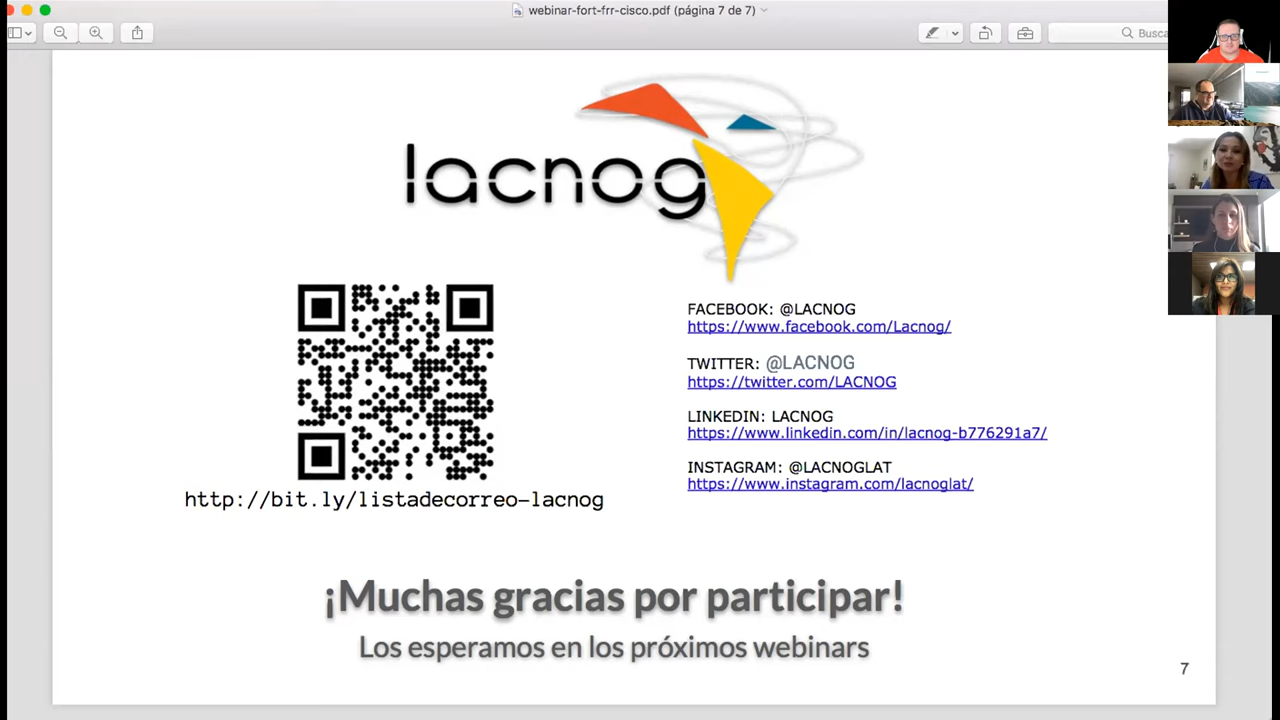 webinar-fort-frr-cisco.pdf (página 7 de 7)
Busca
lacnog
FACEBOOK: @LACNOG
https://www.facebook.com/Lacnog/
TWITTER: @LACNOG
https://twitter.com/LACNOG
LINKEDIN: LACNOG
https://www.linkedin.com/in/lacnog-b776291a7/
INSTAGRAM: @LACNOGLAT
https://www.instagram.com/lacnoglat/
http://bit.ly/listadecorreo-lacnog
¡Muchas gracias por participar!
Los esperamos en los próximos webinars
7